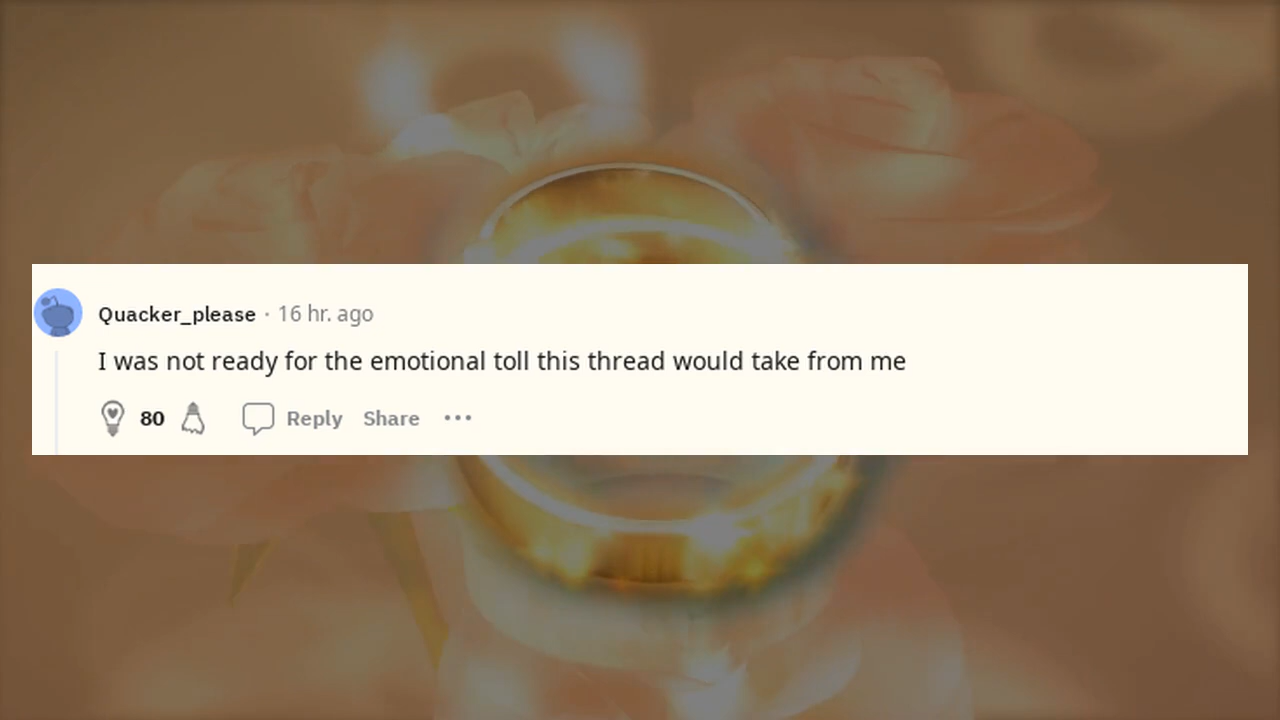 Quacker_please · 16 hr. ago
I was not ready for the emotional toll this thread would take from me
80 Reply Share ···